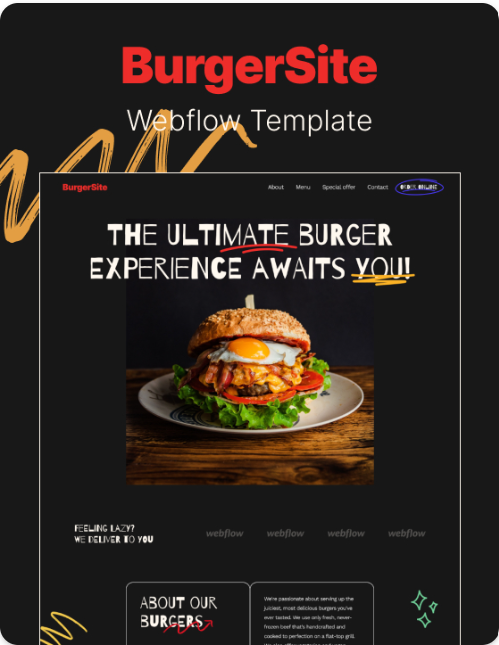 BurgerSite
Webflow Template
BurgerSite
About Menu Special offer Contact ORDER ONLINE
THE ULTIMATE BURGER
EXPERIENCE AWAITS YOU!
FEELING LAZY?
WE DELIVER TO YOU
webflow webflow webflow webflow
ABOUT OUR
BURGERS
We're passionate about serving up the
juiciest, most delicious burgers you've
ever tasted. We use only fresh, never-
frozen beef that's handcrafted and
cooked to perfection on a flat-top grill.